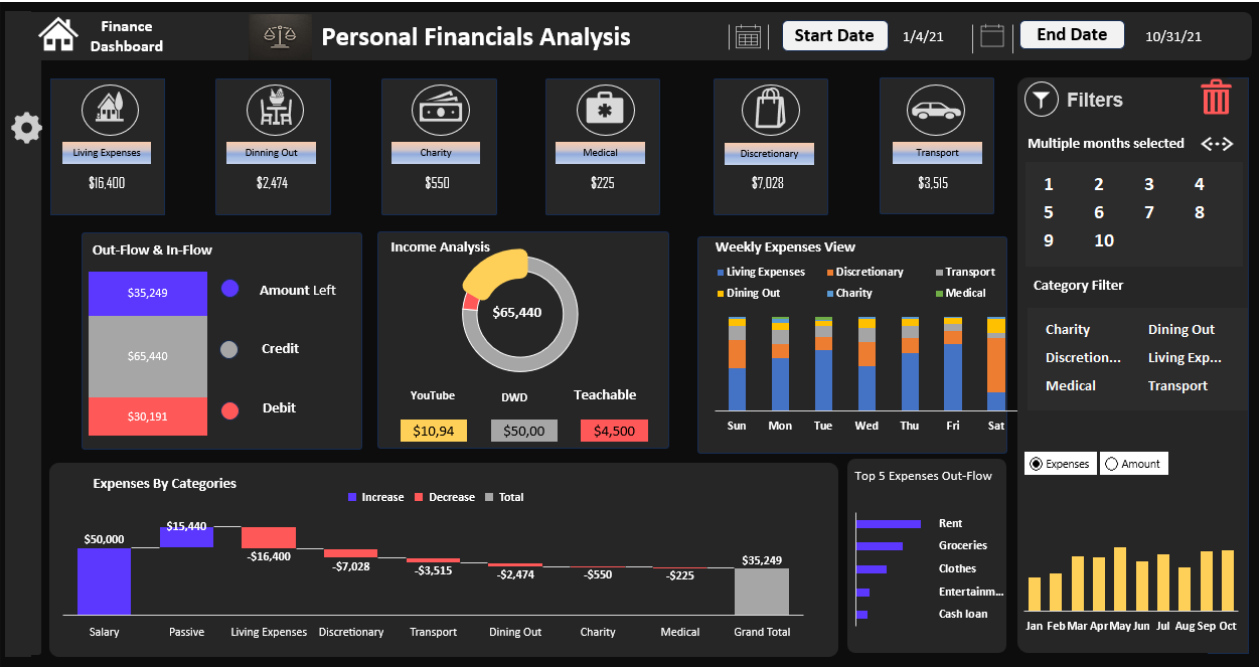 Finance
Dashboard
Personal Financials Analysis
Start Date
1/4/21
End Date
10/31/21
Living Expenses
$16,400
Dinning Out
$2,474
Charity
$550
Medical
$225
Discretionary
$7,028
Transport
$3,515
Filters
Multiple months selected
1 2 3 4
5 6 7 8
9 10
Category Filter
Charity Dining Out
Discretion... Living Exp...
Medical Transport
Expenses Amount
Jan Feb Mar Apr May Jun Jul Aug Sep Oct
Out-Flow & In-Flow
$35,249 Amount Left
$65,440 Credit
$30,191 Debit
Income Analysis
$65,440
YouTube DWD Teachable
$10,94 $50,00 $4,500
Weekly Expenses View
Living Expenses Discretionary Transport
Dining Out Charity Medical
Sun Mon Tue Wed Thu Fri Sat
Expenses By Categories
Increase Decrease Total
$50,000 $15,440 -$16,400 -$7,028 -$3,515 -$2,474 -$550 -$225 $35,249
Salary Passive Living Expenses Discretionary Transport Dining Out Charity Medical Grand Total
Top 5 Expenses Out-Flow
Rent
Groceries
Clothes
Entertainm...
Cash loan